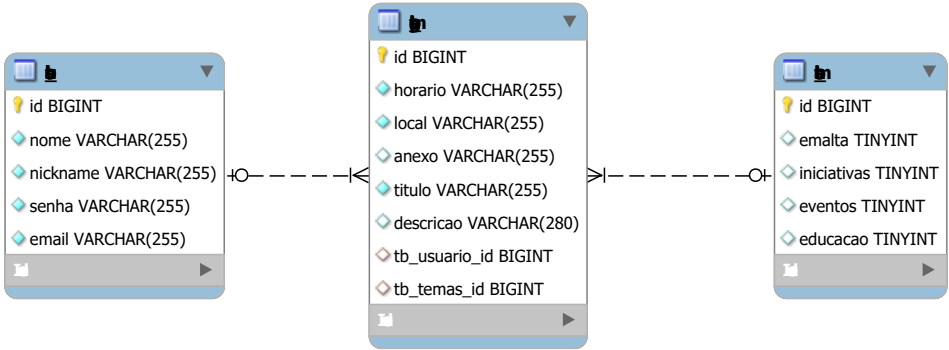 id BIGINT
nome VARCHAR(255)
nickname VARCHAR(255)
senha VARCHAR(255)
email VARCHAR(255)
id BIGINT
horario VARCHAR(255)
local VARCHAR(255)
anexo VARCHAR(255)
titulo VARCHAR(255)
descricao VARCHAR(280)
tb_usuario_id BIGINT
tb_temas_id BIGINT
id BIGINT
emalta TINYINT
iniciativas TINYINT
eventos TINYINT
educacao TINYINT